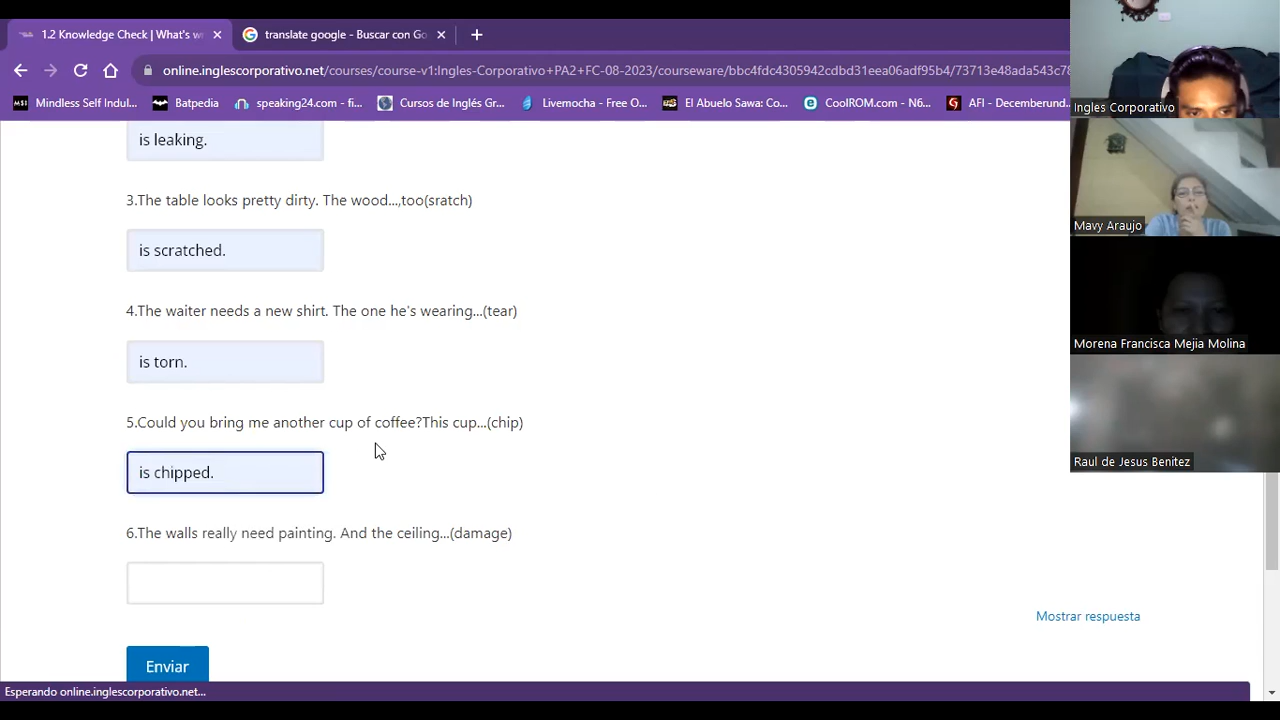 1.2 Knowledge Check | What's wr
translate google - Buscar con Go
online.inglescorporativo.net/courses/course-v1:Ingles-Corporativo+PA2+FC-08-2023/courseware/bbc4fdc4305942cdbd31eea06adf95b4/73713e48ada543c78
Mindless Self Indul...
Batpedia
speaking24.com - fi...
Cursos de Inglés Gr...
Livemocha - Free O...
El Abuelo Sawa: Co...
CoolROM.com - N6...
AFI - Decemberund...
is leaking.
3.The table looks pretty dirty. The wood...,too(sratch)
is scratched.
4.The waiter needs a new shirt. The one he's wearing...(tear)
is torn.
5.Could you bring me another cup of coffee?This cup...(chip)
is chipped.
6.The walls really need painting. And the ceiling...(damage)
Mostrar respuesta
Enviar
Esperando online.inglescorporativo.net...
Ingles Corporativo
Mavy Araujo
Morena Francisca Mejia Molina
Raul de Jesus Benitez